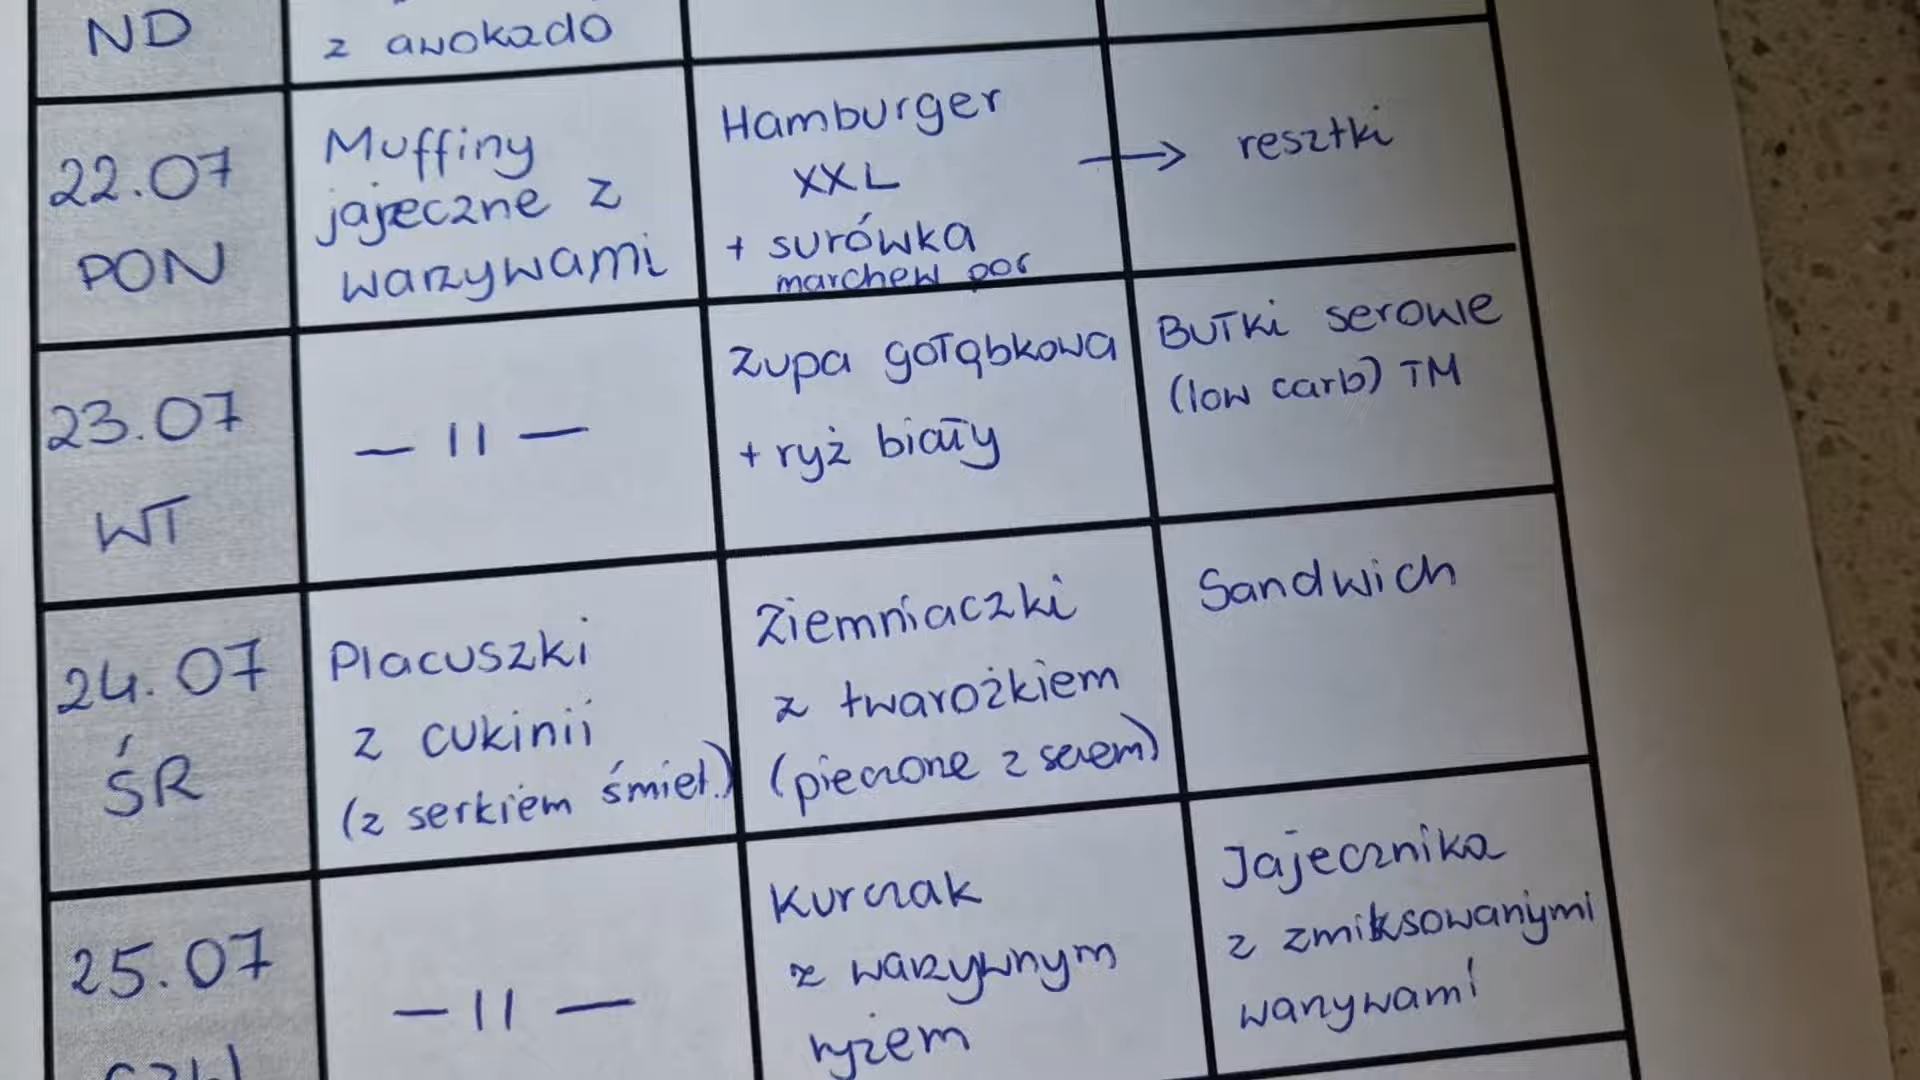 ND
z awokado
22.07
PON
Muffiny
jajeczne z
warzywami
Hamburger
XXL
+ surówka
marchew por
→ resztki
23.07
WT
— 11 —
Zupa gołąbkowa
+ ryż biały
Bułki serowe
(low carb) TM
24.07
ŚR
Placuszki
z cukinii
(z serkiem śmiet.)
Ziemniaczki
z twarożkiem
(pieczone z serem)
Sandwich
25.07
CZW
— 11 —
Kurczak
z warzywnym
ryżem
Jajecznika
z zmiksowanymi
warzywami